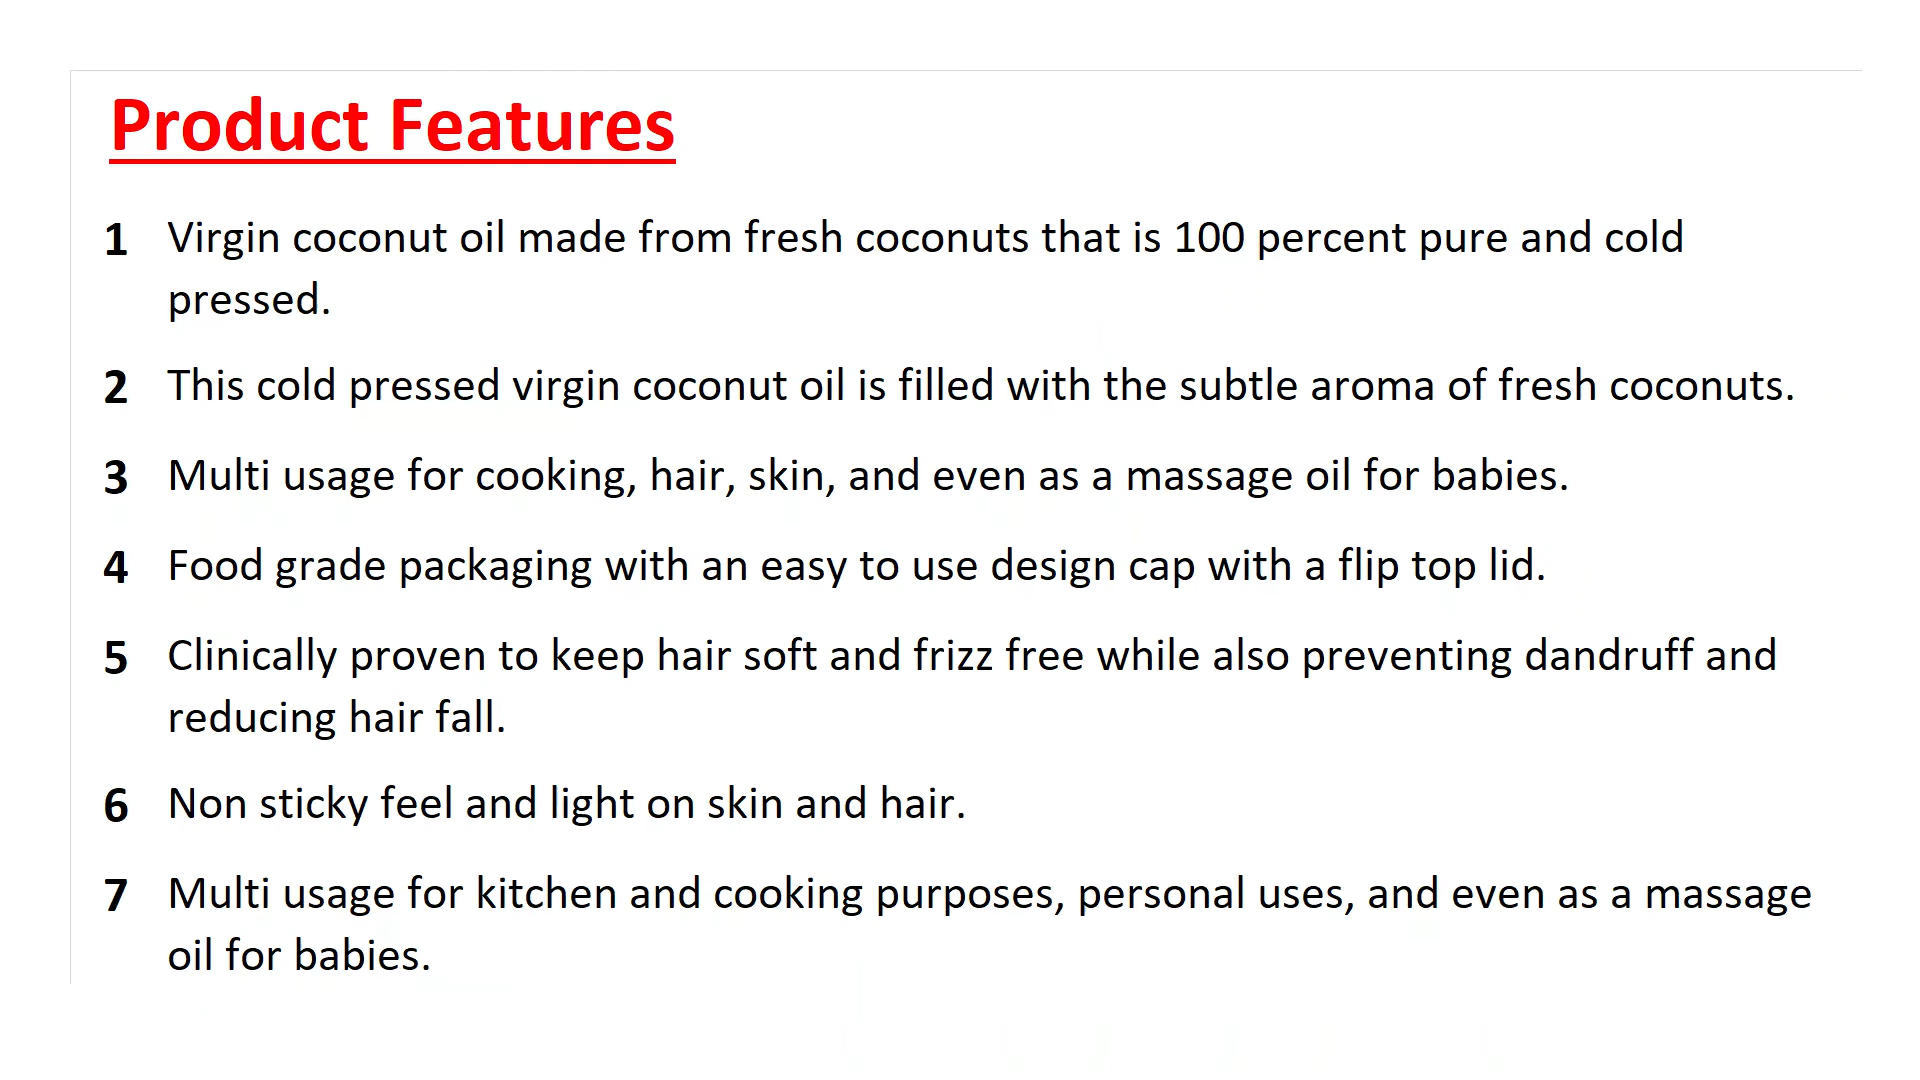 Product Features
1 Virgin coconut oil made from fresh coconuts that is 100 percent pure and cold
pressed.
2 This cold pressed virgin coconut oil is filled with the subtle aroma of fresh coconuts.
3 Multi usage for cooking, hair, skin, and even as a massage oil for babies.
4 Food grade packaging with an easy to use design cap with a flip top lid.
5 Clinically proven to keep hair soft and frizz free while also preventing dandruff and
reducing hair fall.
6 Non sticky feel and light on skin and hair.
7 Multi usage for kitchen and cooking purposes, personal uses, and even as a massage
oil for babies.